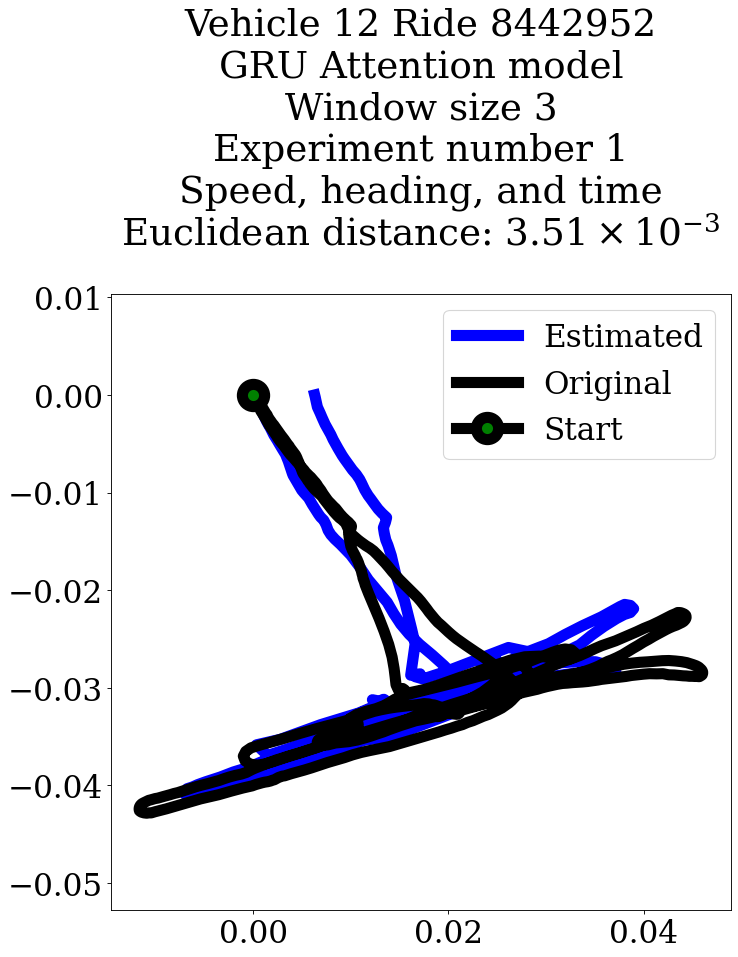 Vehicle 12 Ride 8442952
GRU Attention model
Window size 3
Experiment number 1
Speed, heading, and time
Euclidean distance: 3.51 × 10⁻³
0.01
0.00
−0.01
−0.02
−0.03
−0.04
−0.05
Estimated
Original
Start
0.00 0.02 0.04